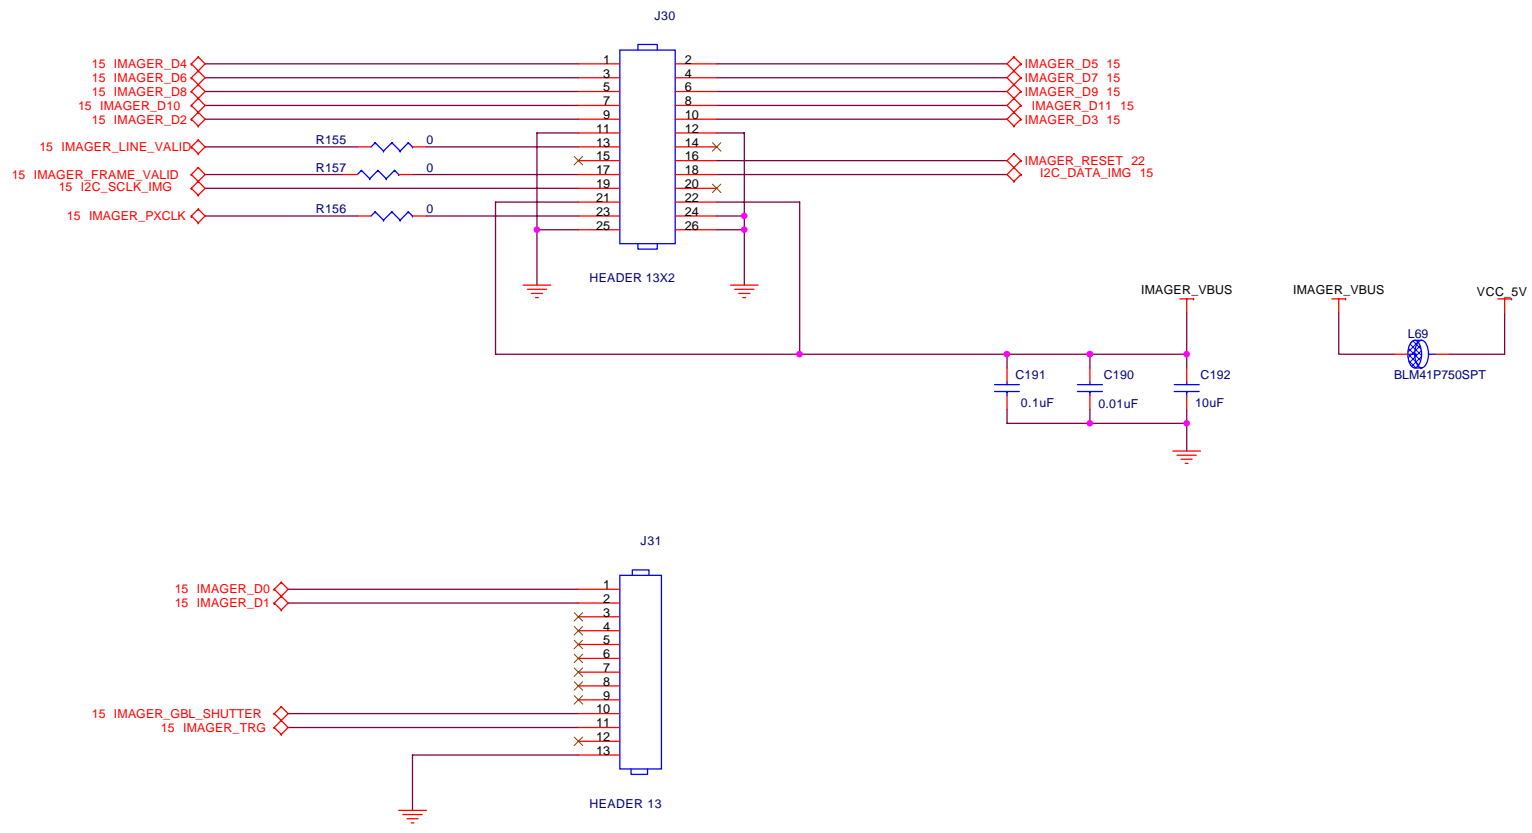 J30
15 IMAGER_D4 1 2 IMAGER_D5 15
15 IMAGER_D6 3 4 IMAGER_D7 15
15 IMAGER_D8 5 6 IMAGER_D9 15
15 IMAGER_D10 7 8 IMAGER_D11 15
15 IMAGER_D2 9 10 IMAGER_D3 15
11 12
15 IMAGER_LINE_VALID R155 0 13 14
15 16 IMAGER_RESET 22
15 IMAGER_FRAME_VALID R157 0 17 18 I2C_DATA_IMG 15
15 I2C_SCLK_IMG 19 20
21 22
15 IMAGER_PXCLK R156 0 23 24
25 26
HEADER 13X2
IMAGER_VBUS IMAGER_VBUS VCC_5V
L69
C191 C190 C192 BLM41P750SPT
0.1uF 0.01uF 10uF
J31
15 IMAGER_D0 1
15 IMAGER_D1 2
3
4
5
6
7
8
9
15 IMAGER_GBL_SHUTTER 10
15 IMAGER_TRG 11
12
13
HEADER 13